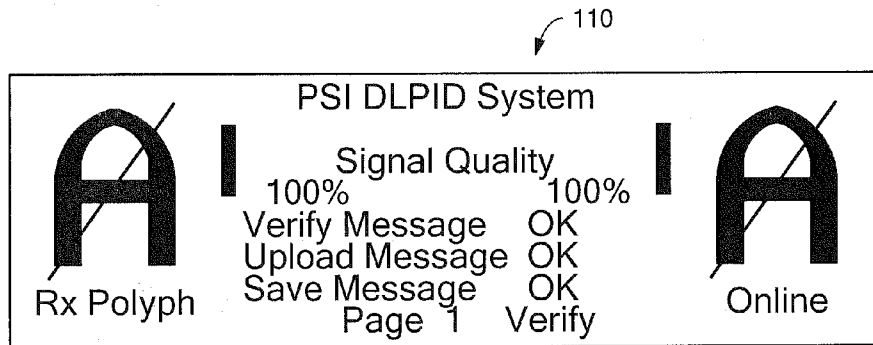 110
PSI DLPID System
Signal Quality
100% 100%
Verify Message OK
Upload Message OK
Save Message OK
Page 1 Verify
A
Rx Polyph
A
Online